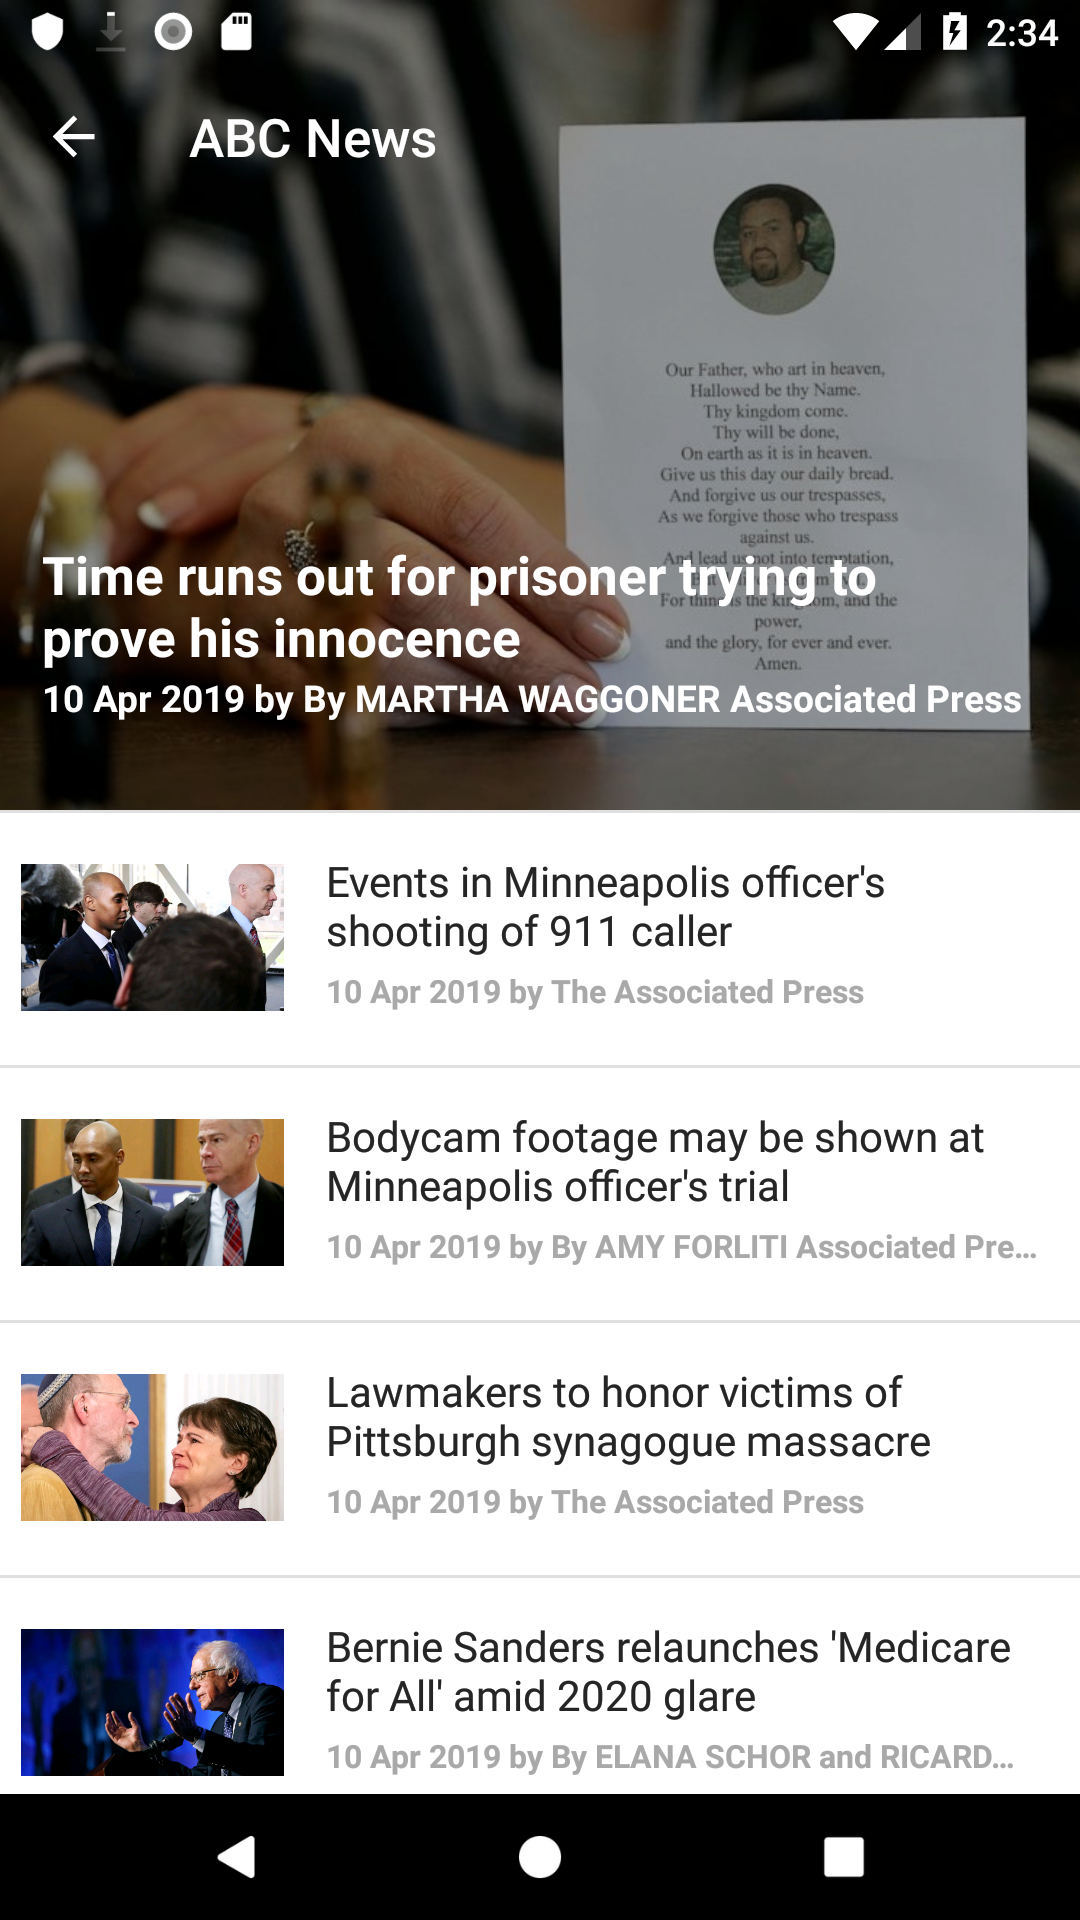 2:34
ABC News
Our Father, who art in heaven,
Hallowed be thy Name.
Thy kingdom come.
Thy will be done,
On earth as it is in heaven.
Give us this day our daily bread.
And forgive us our trespasses,
As we forgive those who trespass
against us.
And lead us not into temptation,
For thine is the kingdom, and the
power,
and the glory, for ever and ever.
Amen.
Time runs out for prisoner trying to
prove his innocence
10 Apr 2019 by By MARTHA WAGGONER Associated Press
Events in Minneapolis officer's
shooting of 911 caller
10 Apr 2019 by The Associated Press
Bodycam footage may be shown at
Minneapolis officer's trial
10 Apr 2019 by By AMY FORLITI Associated Pre...
Lawmakers to honor victims of
Pittsburgh synagogue massacre
10 Apr 2019 by The Associated Press
Bernie Sanders relaunches 'Medicare
for All' amid 2020 glare
10 Apr 2019 by By ELANA SCHOR and RICARD...